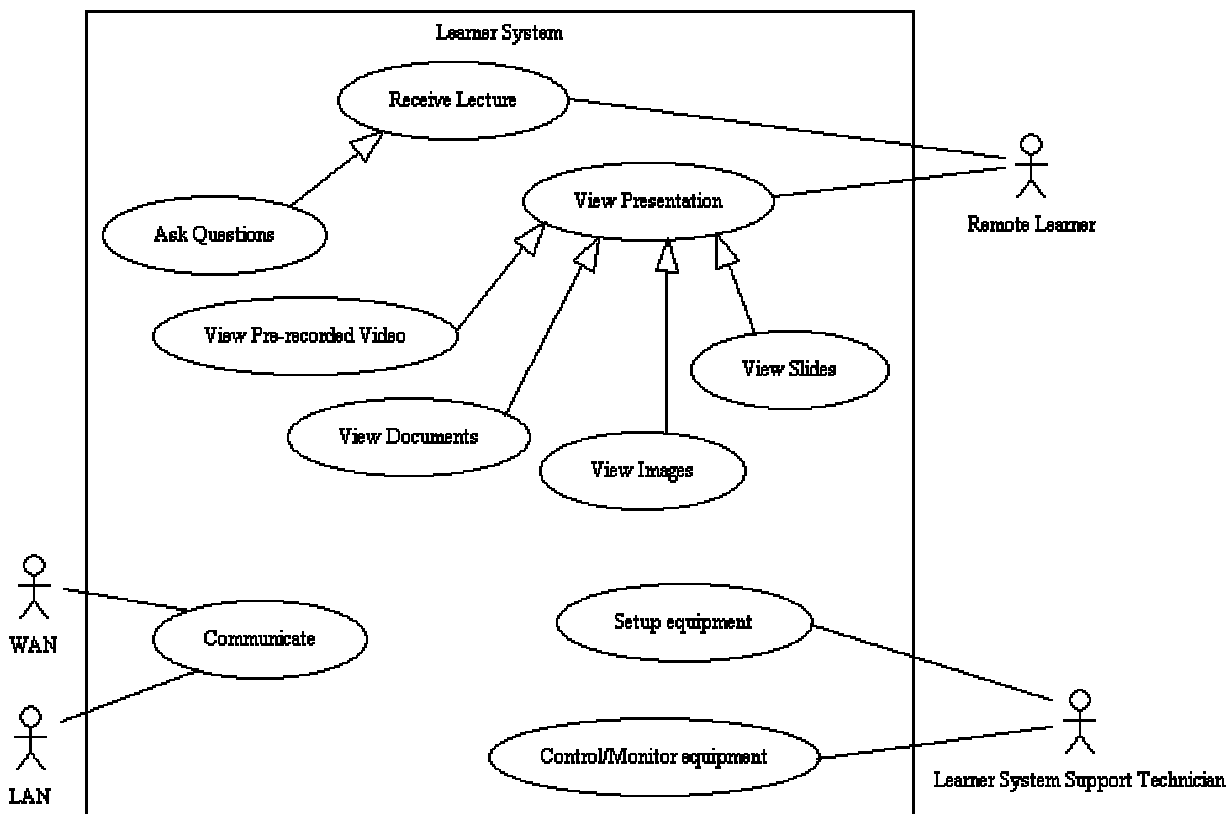 Learner System
Receive Lecture
View Presentation
Remote Learner
Ask Questions
View Pre-recorded Video
View Slides
View Documents
View Images
WAN
Communicate
Setup equipment
LAN
Control/Monitor equipment
Learner System Support Technician